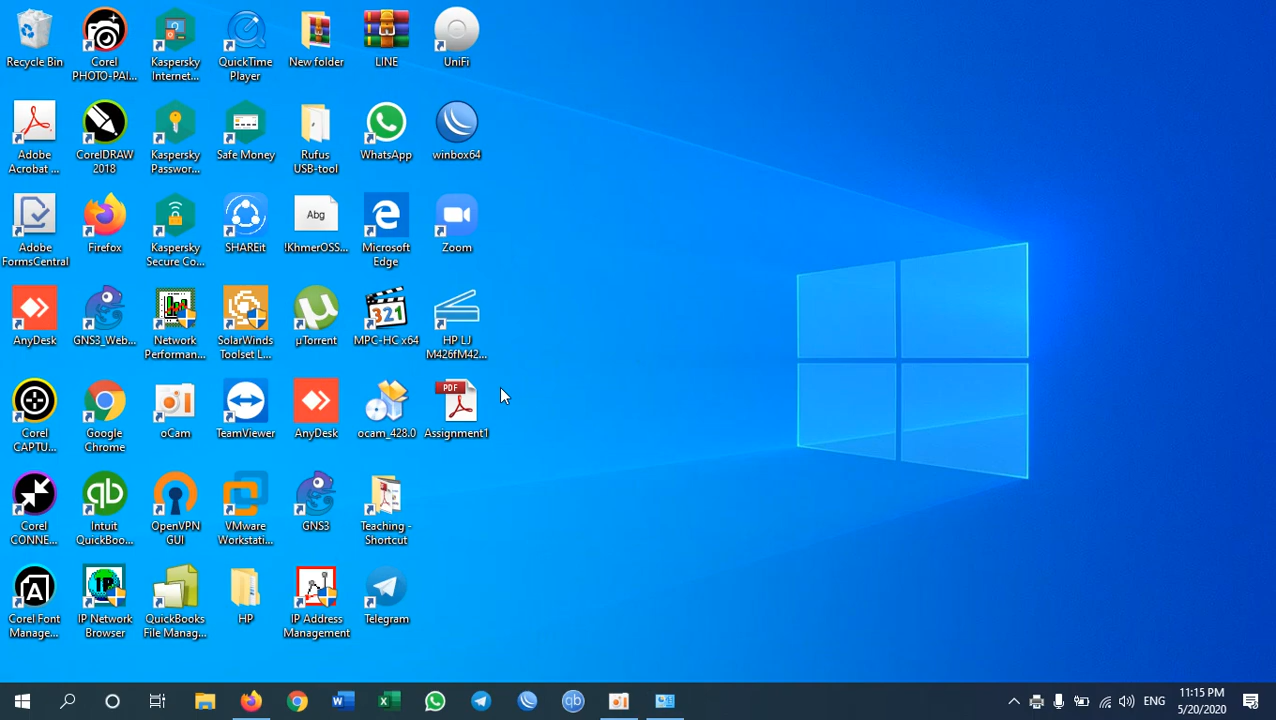 Recycle Bin
Corel
PHOTO-PAI...
Kaspersky
Internet...
QuickTime
Player
New folder
LINE
UniFi
Adobe
Acrobat ...
CorelDRAW
2018
Kaspersky
Passwor...
Safe Money
Rufus
USB-tool
WhatsApp
winbox64
Adobe
FormsCentral
Firefox
Kaspersky
Secure Co...
SHAREit
Abg
!KhmerOSS...
Microsoft
Edge
Zoom
AnyDesk
GNS3_Web...
Network
Performan...
SolarWinds
Toolset L...
µTorrent
321
MPC-HC x64
HP LJ
M426fM42...
Corel
CAPTU...
Google
Chrome
oCam
TeamViewer
AnyDesk
ocam_428.0
PDF
Assignment1
Corel
CONNE...
qb
Intuit
QuickBoo...
OpenVPN
GUI
VMware
Workstati...
GNS3
Teaching -
Shortcut
Corel Font
Manage...
IP
IP Network
Browser
QuickBooks
File Manag...
HP
IP Address
Management
Telegram
qb
ENG
11:15 PM
5/20/2020